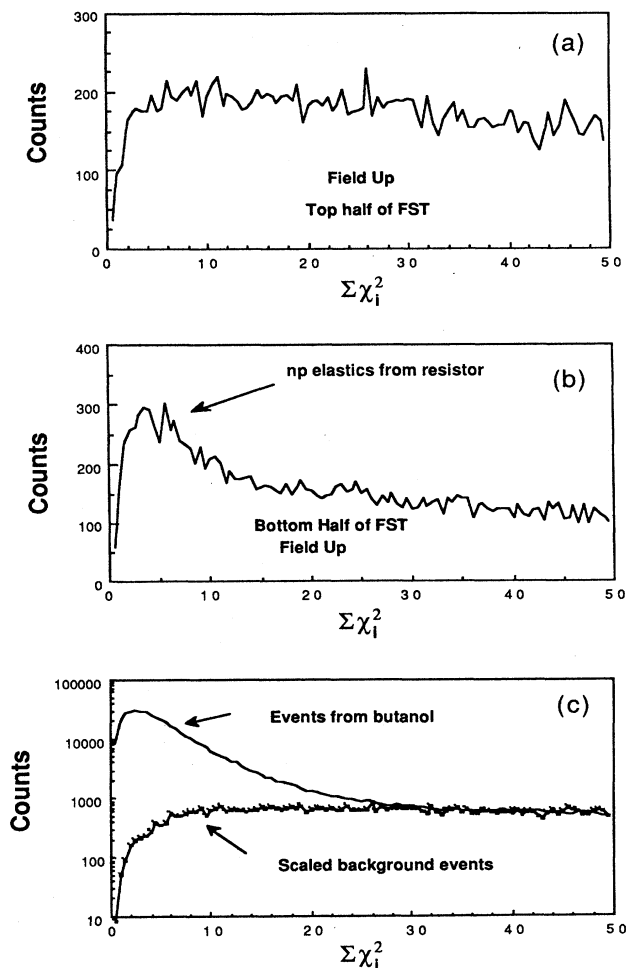 300
(a)
200
Counts
Field Up
100
Top half of FST
0
0 10 20 30 40 50
Σχi²
400
np elastics from resistor
(b)
300
Counts
200
Bottom Half of FST
100
Field Up
0
0 10 20 30 40 50
Σχi²
100000
(c)
Events from butanol
10000
Counts
1000
100
Scaled background events
10
0 10 20 30 40 50
Σχi²